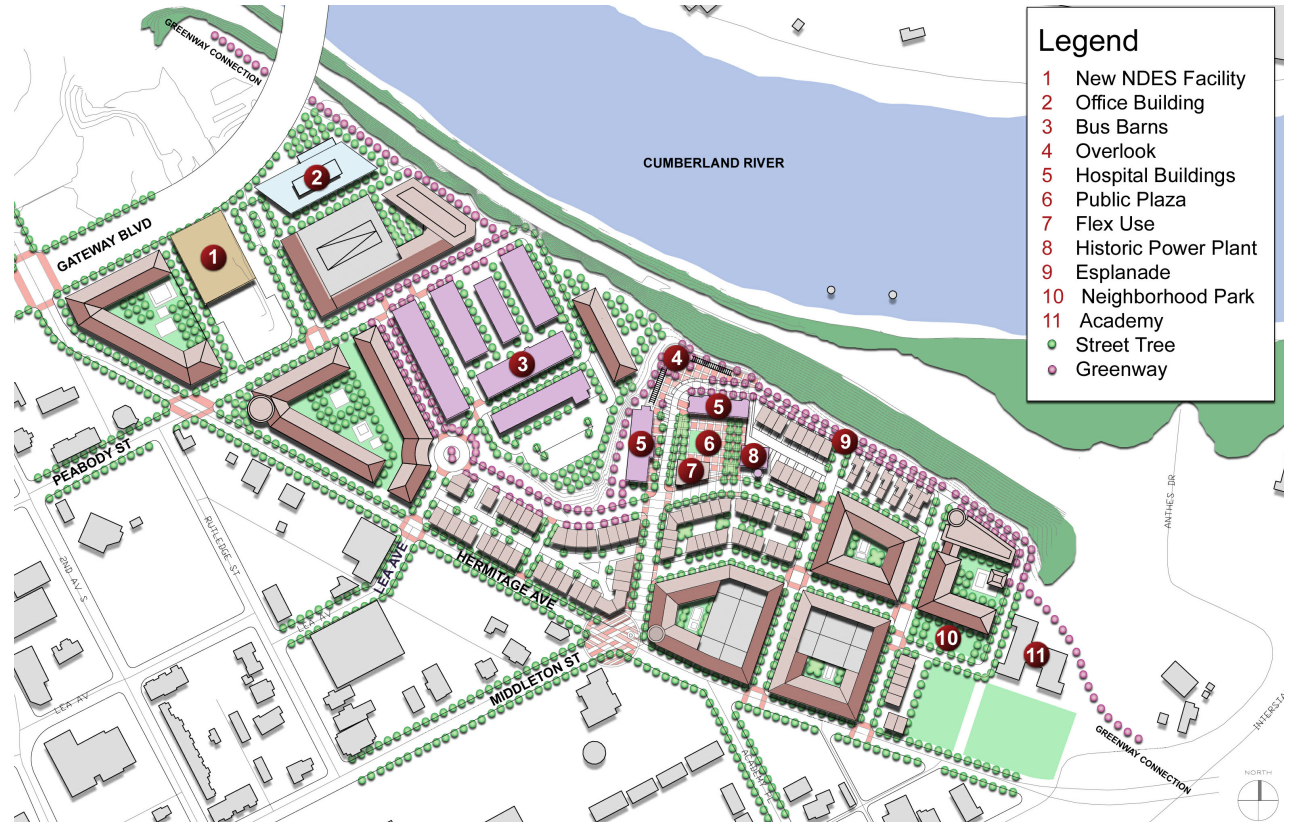 GREENWAY CONNECTION
Legend
1 New NDES Facility
2 Office Building
3 Bus Barns
4 Overlook
5 Hospital Buildings
6 Public Plaza
7 Flex Use
8 Historic Power Plant
9 Esplanade
10 Neighborhood Park
11 Academy
Street Tree
Greenway
CUMBERLAND RIVER
2
GATEWAY BLVD
1
3
4
5
5
6
9
8
7
PEABODY ST
ANTHES DR
2ND AV S
RUTLEDGE ST
LEA AVE
HERMITAGE AVE
LEA AV
10
11
MIDDLETON ST
LEA AV
GREENWAY CONNECTION
NORTH